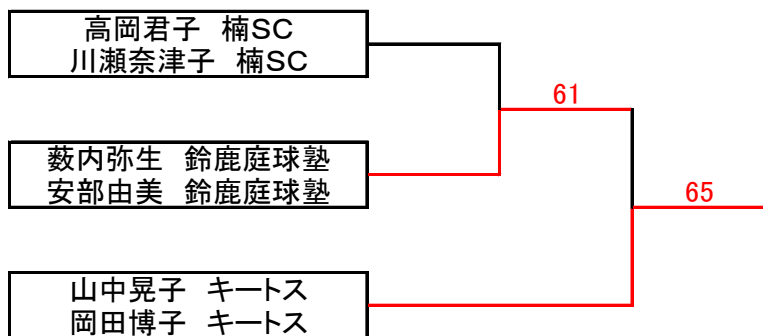 高岡君子 楠SC
川瀬奈津子 楠SC
61
薮内弥生 鈴鹿庭球塾
安部由美 鈴鹿庭球塾
65
山中晃子 キートス
岡田博子 キートス